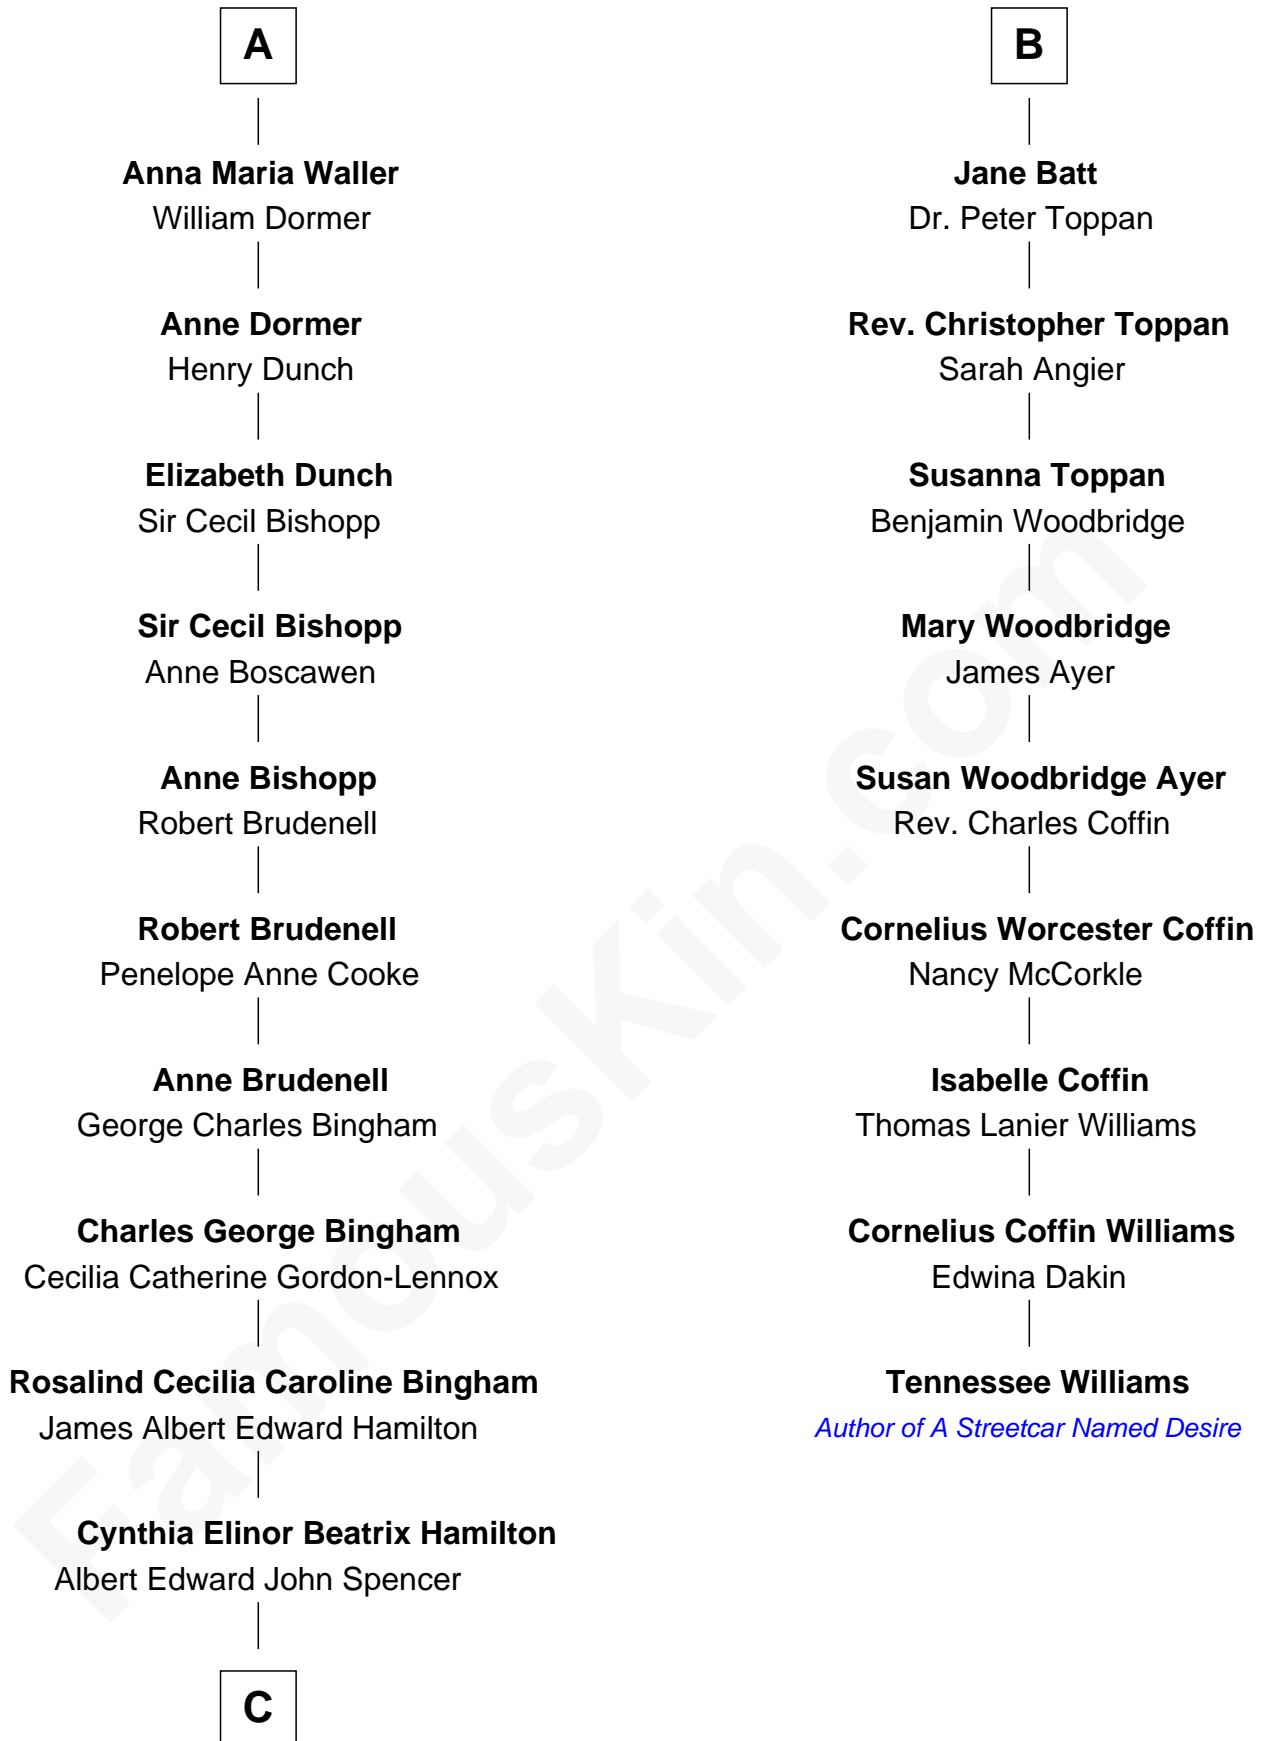 A
Anna Maria Waller
William Dormer
Anne Dormer
Henry Dunch
Elizabeth Dunch
Sir Cecil Bishopp
Sir Cecil Bishopp
Anne Boscawen
Anne Bishopp
Robert Brudenell
Robert Brudenell
Penelope Anne Cooke
Anne Brudenell
George Charles Bingham
Charles George Bingham
Cecilia Catherine Gordon-Lennox
Rosalind Cecilia Caroline Bingham
James Albert Edward Hamilton
Cynthia Elinor Beatrix Hamilton
Albert Edward John Spencer
C
B
Jane Batt
Dr. Peter Toppan
Rev. Christopher Toppan
Sarah Angier
Susanna Toppan
Benjamin Woodbridge
Mary Woodbridge
James Ayer
Susan Woodbridge Ayer
Rev. Charles Coffin
Cornelius Worcester Coffin
Nancy McCorkle
Isabelle Coffin
Thomas Lanier Williams
Cornelius Coffin Williams
Edwina Dakin
Tennessee Williams
Author of A Streetcar Named Desire
FamousKin.com